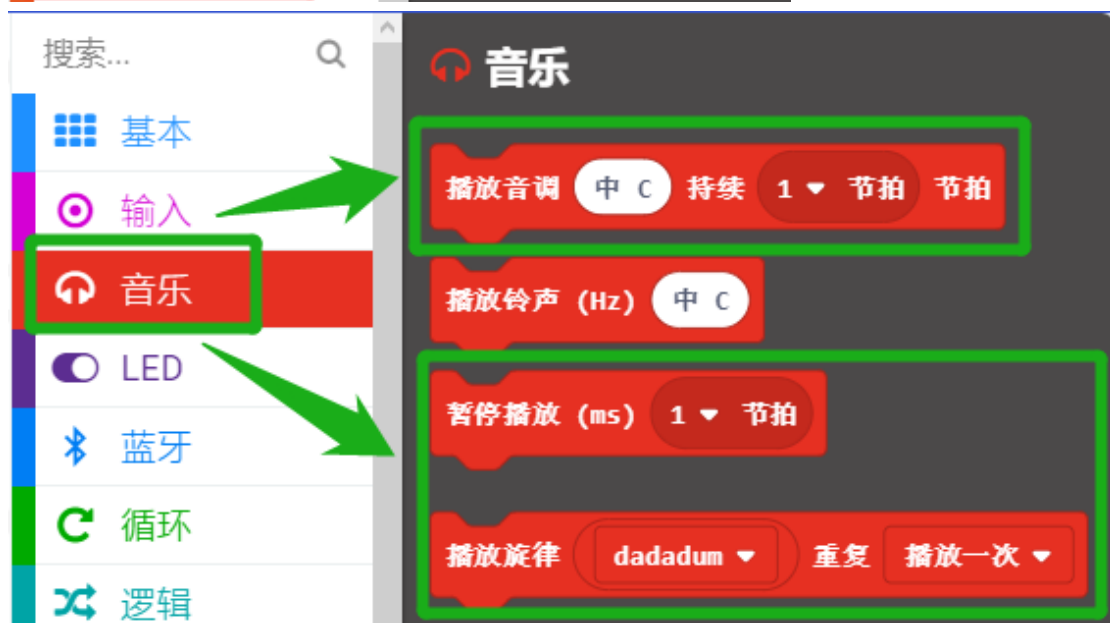 搜索...
基本
输入
音乐
LED
蓝牙
循环
逻辑
音乐
播放音调 中 C 持续 1 节拍 节拍
播放铃声 (Hz) 中 C
暂停播放 (ms) 1 节拍
播放旋律 dadadum 重复 播放一次